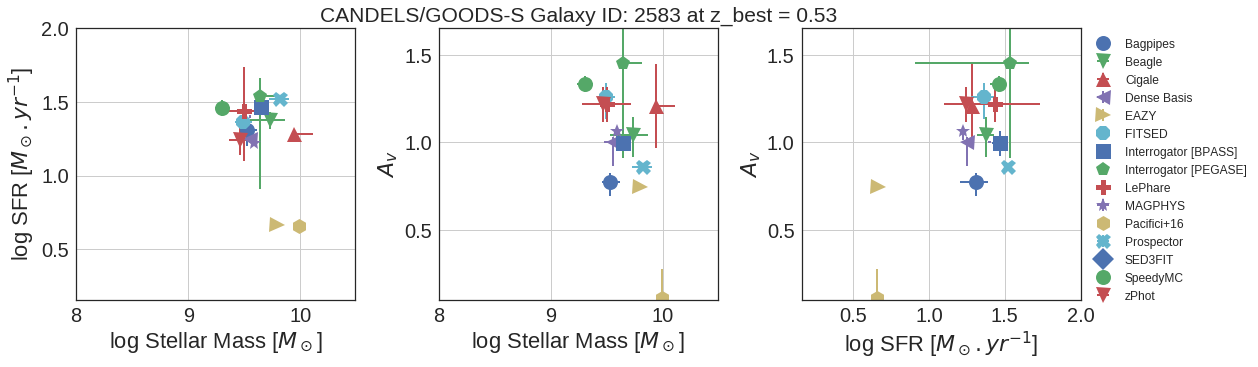 CANDELS/GOODS-S Galaxy ID: 2583 at z_best = 0.53
log SFR [M⊙.yr−1]
2.0
1.5
1.0
0.5
8
9
10
log Stellar Mass [M⊙]
AV
1.5
1.0
0.5
8
9
10
log Stellar Mass [M⊙]
AV
1.5
1.0
0.5
0.5
1.0
1.5
2.0
log SFR [M⊙.yr−1]
Bagpipes
Beagle
Cigale
Dense Basis
EAZY
FITSED
Interrogator [BPASS]
Interrogator [PEGASE]
LePhare
MAGPHYS
Pacifici+16
Prospector
SED3FIT
SpeedyMC
zPhot